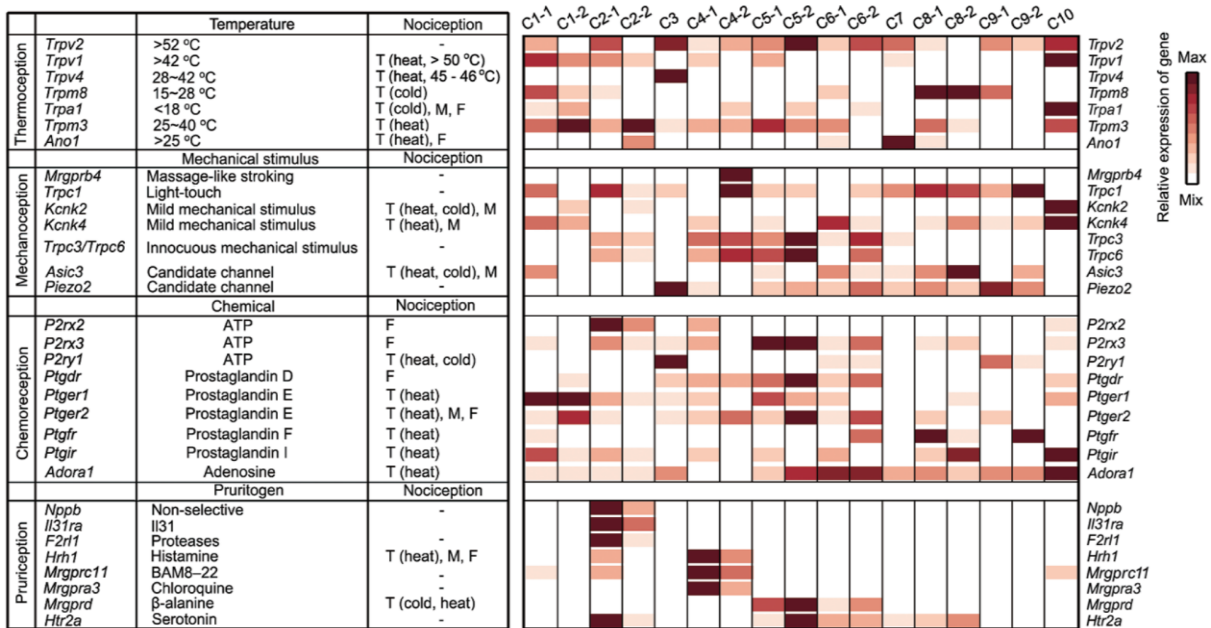 C1-1 C1-2 C2-1 C2-2 C3 C4-1 C4-2 C5-1 C5-2 C6-1 C6-2 C7 C8-1 C8-2 C9-1 C9-2 C10
Thermoception
Temperature Nociception
Trpv2 >52 ºC - Trpv2
Trpv1 >42 ºC T (heat, > 50 ºC) Trpv1
Trpv4 28~42 ºC T (heat, 45 - 46 ºC) Trpv4
Trpm8 15~28 ºC T (cold) Trpm8
Trpa1 <18 ºC T (cold), M, F Trpa1
Trpm3 25~40 ºC T (heat) Trpm3
Ano1 >25 ºC T (heat), F Ano1
Mechanoception
Mechanical stimulus Nociception
Mrgprb4 Massage-like stroking - Mrgprb4
Trpc1 Light-touch - Trpc1
Kcnk2 Mild mechanical stimulus T (heat, cold), M Kcnk2
Kcnk4 Mild mechanical stimulus T (heat), M Kcnk4
Trpc3/Trpc6 Innocuous mechanical stimulus - Trpc3
Trpc6
Asic3 Candidate channel T (heat, cold), M Asic3
Piezo2 Candidate channel - Piezo2
Chemoreception
Chemical Nociception
P2rx2 ATP F P2rx2
P2rx3 ATP F P2rx3
P2ry1 ATP T (heat, cold) P2ry1
Ptgdr Prostaglandin D F Ptgdr
Ptger1 Prostaglandin E T (heat) Ptger1
Ptger2 Prostaglandin E T (heat), M, F Ptger2
Ptgfr Prostaglandin F T (heat) Ptgfr
Ptgir Prostaglandin I T (heat) Ptgir
Adora1 Adenosine T (heat) Adora1
Pruriception
Pruritogen Nociception
Nppb Non-selective - Nppb
Il31ra Il31 - Il31ra
F2rl1 Proteases - F2rl1
Hrh1 Histamine T (heat), M, F Hrh1
Mrgprc11 BAM8–22 - Mrgprc11
Mrgpra3 Chloroquine - Mrgpra3
Mrgprd β-alanine T (cold, heat) Mrgprd
Htr2a Serotonin - Htr2a
Relative expression of gene
Max
Mix